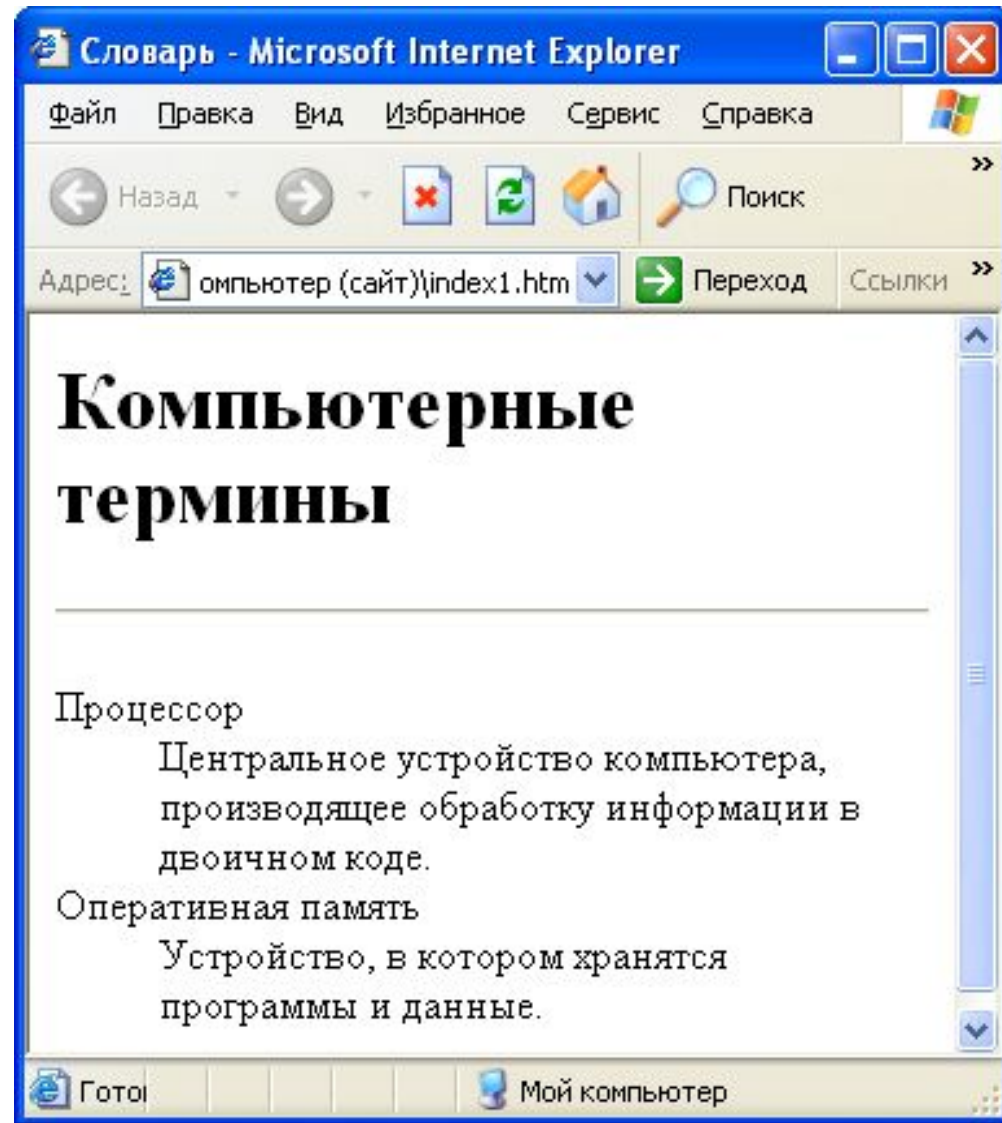 Словарь - Microsoft Internet Explorer
Файл Правка Вид Избранное Сервис Справка
Назад Поиск »
Адрес: омпьютер (сайт)\index1.htm Переход Ссылки »
Компьютерные
термины
Процессор
Центральное устройство компьютера,
производящее обработку информации в
двоичном коде.
Оперативная память
Устройство, в котором хранятся
программы и данные.
Мой компьютер